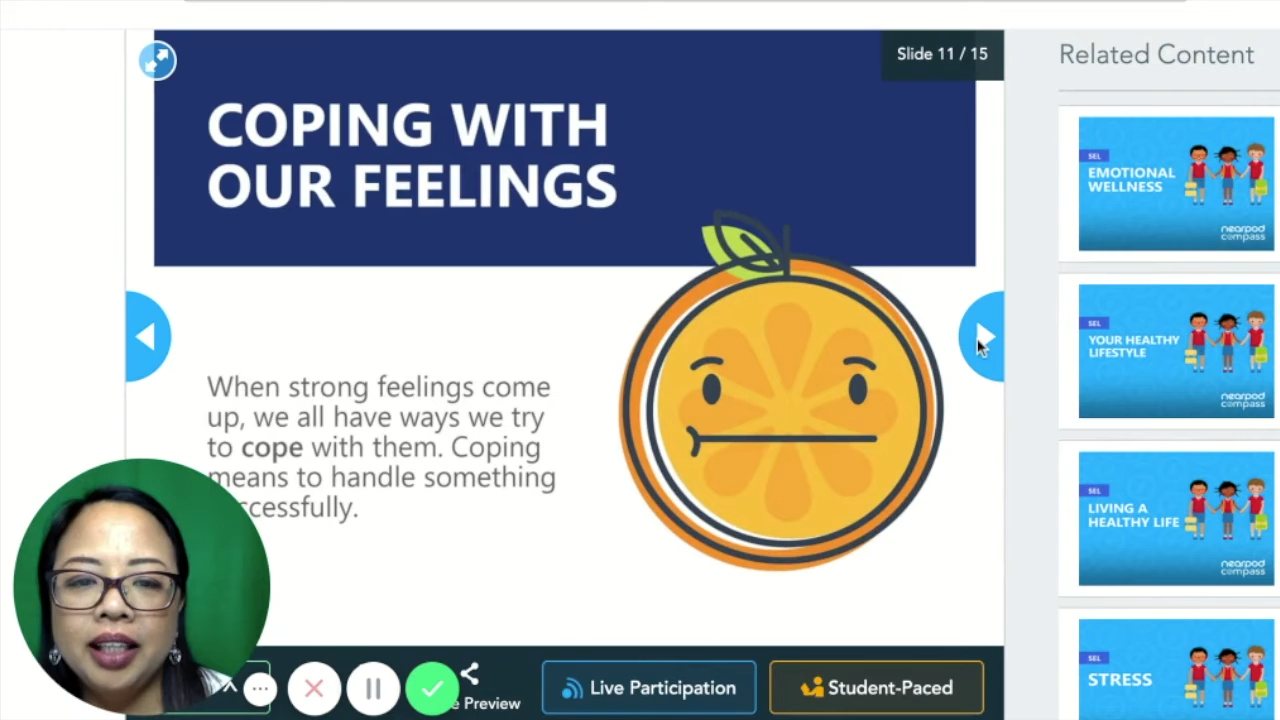 Slide 11 / 15
COPING WITH
OUR FEELINGS
When strong feelings come
up, we all have ways we try
to cope with them. Coping
means to handle something
ccessfully.
Preview
Live Participation
Student-Paced
Related Content
SEL
EMOTIONAL
WELLNESS
nearpod
compass
SEL
YOUR HEALTHY
LIFESTYLE
nearpod
compass
SEL
LIVING A
HEALTHY LIFE
nearpod
compass
SEL
STRESS